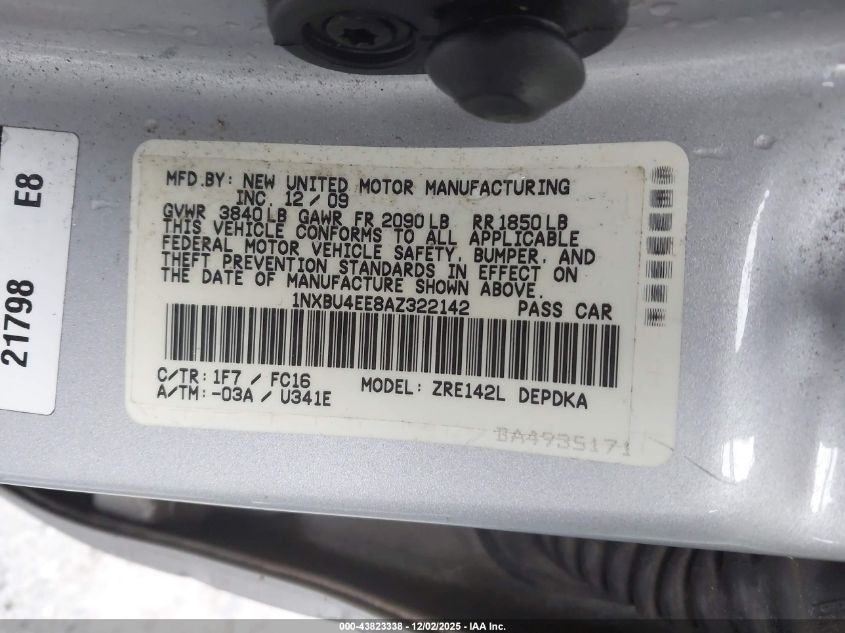 MFD.BY: NEW UNITED MOTOR MANUFACTURING
INC. 12/09
GVWR 3840LB GAWR FR 2090LB RR1850LB
THIS VEHICLE CONFORMS TO ALL APPLICABLE
FEDERAL MOTOR VEHICLE SAFETY, BUMPER, AND
THEFT PREVENTION STANDARDS IN EFFECT ON
THE DATE OF MANUFACTURE SHOWN ABOVE.
1NXBU4EE8AZ322142 PASS CAR
C/TR: 1F7 / FC16 MODEL: ZRE142L DEPDKA
A/TM: -03A / U341E
BA4935171
21798 E8
000-43823338 - 12/02/2025 - IAA Inc.